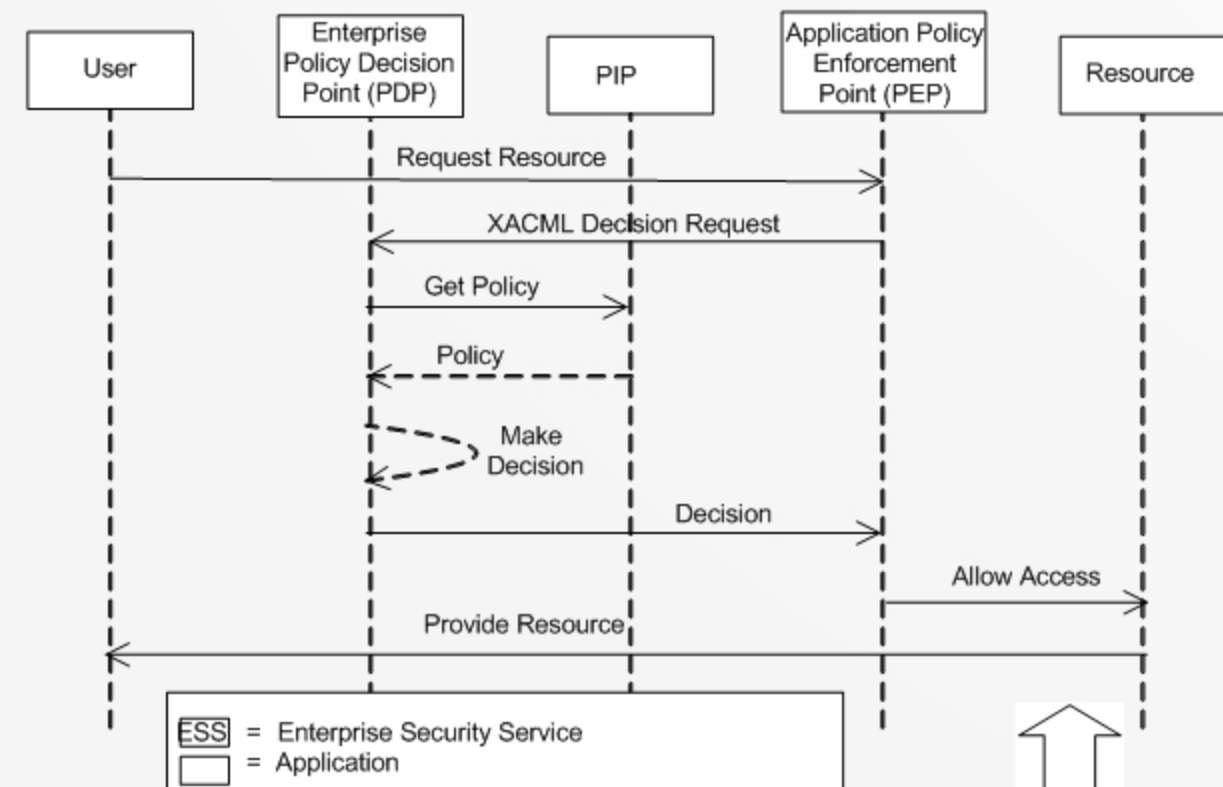 User
Enterprise
Policy Decision
Point (PDP)
PIP
Application Policy
Enforcement
Point (PEP)
Resource
Request Resource
XACML Decision Request
Get Policy
Policy
Make
Decision
Decision
Allow Access
Provide Resource
ESS = Enterprise Security Service
= Application